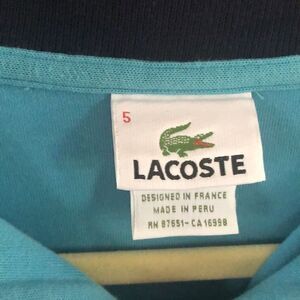 5
LACOSTE
DESIGNED IN FRANCE
MADE IN PERU
RN 87651-CA 16998